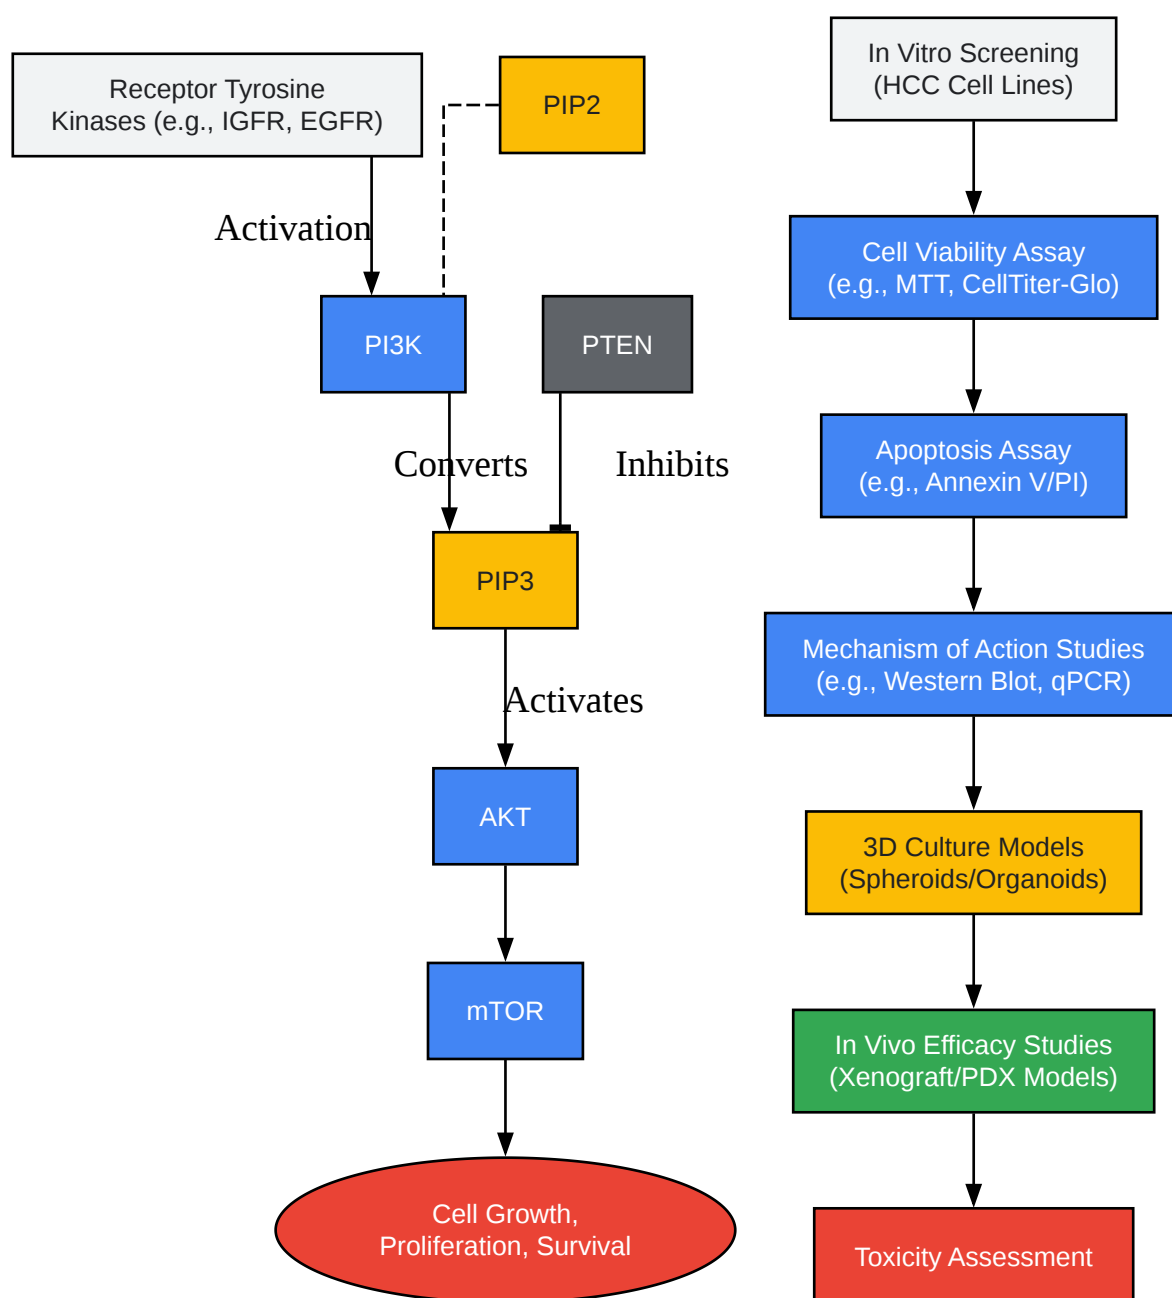 Receptor Tyrosine
Kinases (e.g., IGFR, EGFR)
PIP2
Activation
PI3K
PTEN
Converts
Inhibits
PIP3
Activates
AKT
mTOR
Cell Growth,
Proliferation, Survival
In Vitro Screening
(HCC Cell Lines)
Cell Viability Assay
(e.g., MTT, CellTiter-Glo)
Apoptosis Assay
(e.g., Annexin V/PI)
Mechanism of Action Studies
(e.g., Western Blot, qPCR)
3D Culture Models
(Spheroids/Organoids)
In Vivo Efficacy Studies
(Xenograft/PDX Models)
Toxicity Assessment